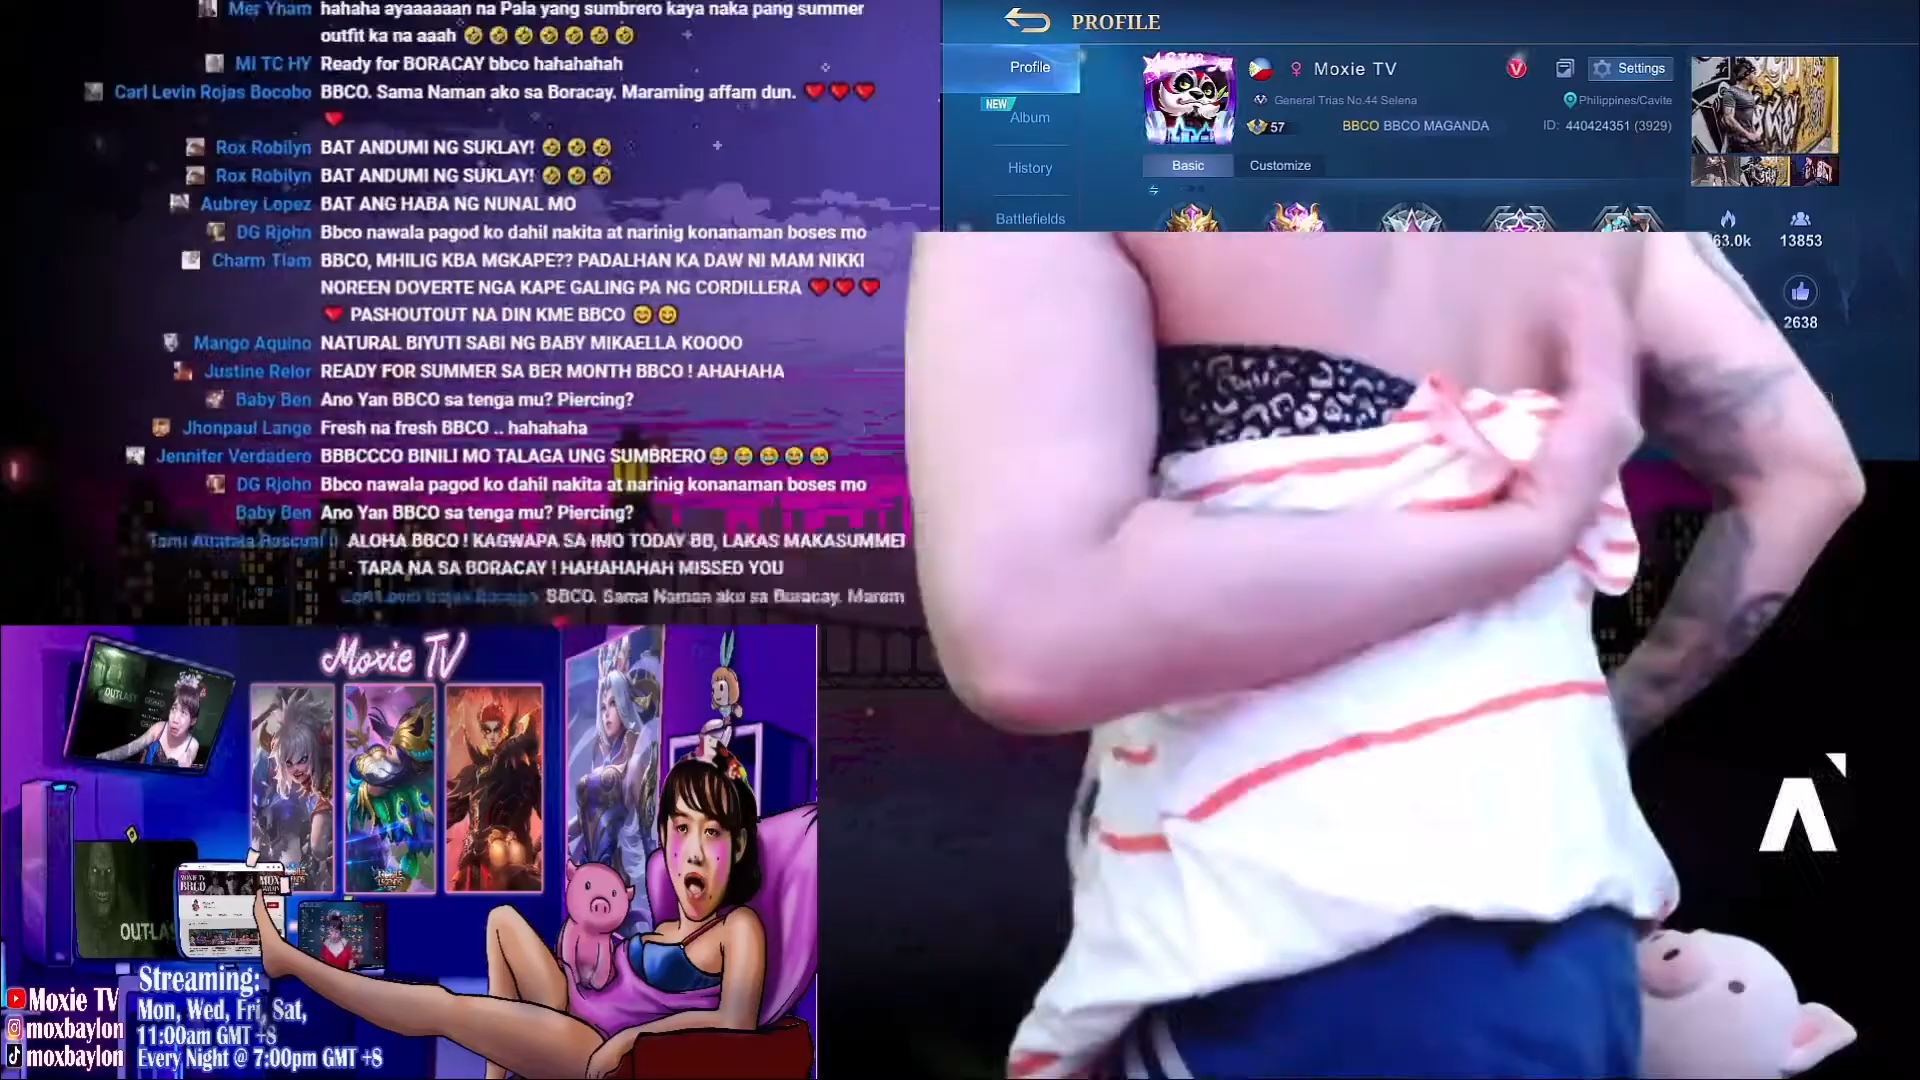 Mer Yham hahaha ayaaaaaan na Pala yang sumbrero kaya naka pang summer
outfit ka na aaah 🤣 🤣 🤣 🤣 🤣 🤣 🤣
MI TC HY Ready for BORACAY bbco hahahahah
Carl Levin Rojas Bocobo BBCO. Sama Naman ako sa Boracay. Maraming affam dun. ❤️ ❤️ ❤️
❤️
Rox Robilyn BAT ANDUMI NG SUKLAY! 🤣 🤣 🤣
Rox Robilyn BAT ANDUMI NG SUKLAY! 🤣 🤣 🤣
Aubrey Lopez BAT ANG HABA NG NUNAL MO
DG Rjohn Bbco nawala pagod ko dahil nakita at narinig konanaman boses mo
Charm Tiam BBCO, MHILIG KBA MGKAPE?? PADALHAN KA DAW NI MAM NIKKI
NOREEN DOVERTE NGA KAPE GALING PA NG CORDILLERA ❤️ ❤️ ❤️
❤️ PASHOUTOUT NA DIN KME BBCO 😊 😊
Mango Aquino NATURAL BIYUTI SABI NG BABY MIKAELLA KOOOO
Justine Relor READY FOR SUMMER SA BER MONTH BBCO ! AHAHAHA
Baby Ben Ano Yan BBCO sa tenga mu? Piercing?
Jhonpaul Lange Fresh na fresh BBCO .. hahahaha
Jennifer Verdadero BBBCCCO BINILI MO TALAGA UNG SUMBRERO😂 😂 😂 😂 😂
DG Rjohn Bbco nawala pagod ko dahil nakita at narinig konanaman boses mo
Baby Ben Ano Yan BBCO sa tenga mu? Piercing?
ALOHA BBCO ! KAGWAPA SA IMO TODAY BB, LAKAS MAKASUMMEI
. TARA NA SA BORACAY ! HAHAHAHAH MISSED YOU
BBCO. Sama Naman ako sa Boracay. Maram
PROFILE
Profile
NEW
Album
History
Battlefields
Moxie TV
Settings
General Trias No.44 Selena
Philippines/Cavite
57
BBCO BBCO MAGANDA
ID: 440424351 (3929)
Basic
Customize
63.0k
13853
2638
Moxie TV
OUTLAST
MOXIE TV
BBCO
OUTLA
Streaming:
Mon, Wed, Fri, Sat,
11:00am GMT +8
Every Night @ 7:00pm GMT +8
Moxie TV
moxbaylon
moxbaylon